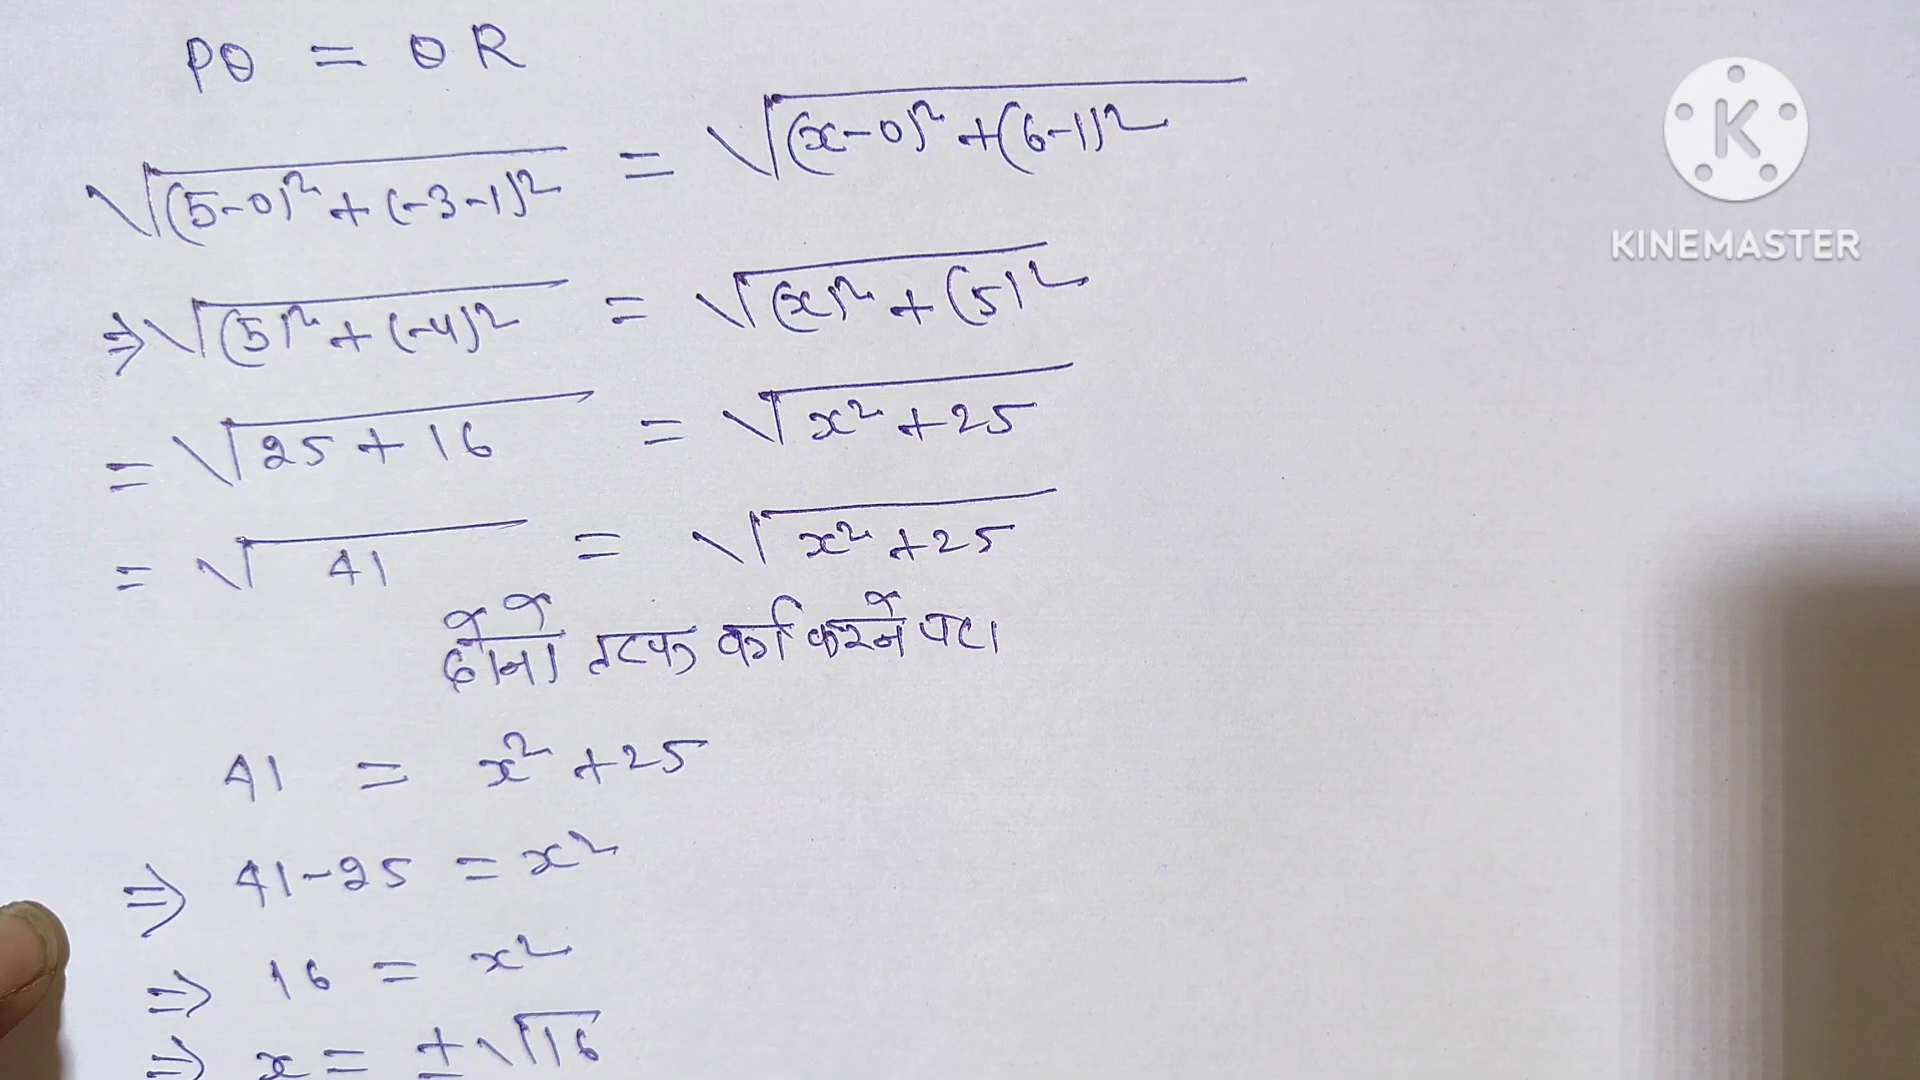 PQ = QR
√(5-0)² + (-3-1)² = √(x-0)² + (6-1)²
⇒ √(5)² + (-4)² = √(x)² + (5)²
= √25 + 16 = √x² + 25
= √41 = √x² + 25
दोनों तरफ वर्ग करने पर।
41 = x² + 25
⇒ 41 - 25 = x²
⇒ 16 = x²
⇒ x = ±√16
K
KINEMASTER